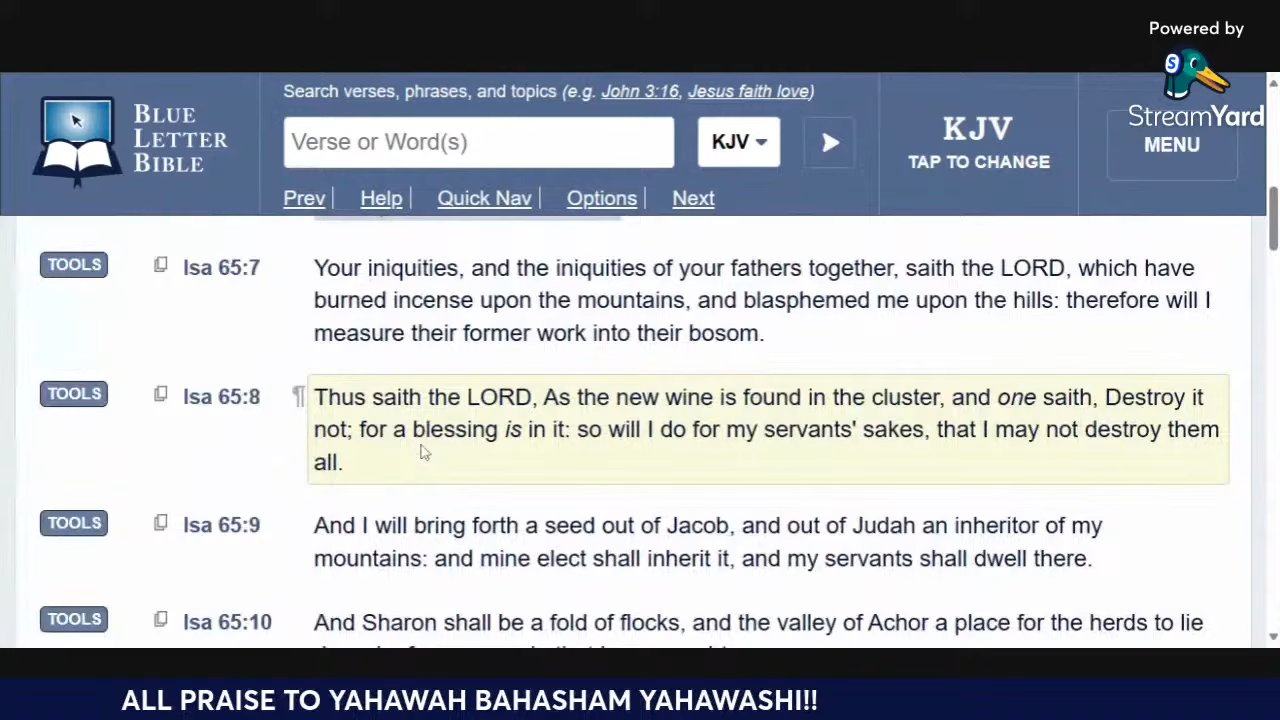 Powered by
StreamYard
BLUE
LETTER
BIBLE
Search verses, phrases, and topics (e.g. John 3:16, Jesus faith love)
Verse or Word(s)
KJV
KJV
TAP TO CHANGE
MENU
Prev
Help
Quick Nav
Options
Next
TOOLS Isa 65:7 Your iniquities, and the iniquities of your fathers together, saith the LORD, which have
burned incense upon the mountains, and blasphemed me upon the hills: therefore will I
measure their former work into their bosom.
TOOLS Isa 65:8 ¶ Thus saith the LORD, As the new wine is found in the cluster, and one saith, Destroy it
not; for a blessing is in it: so will I do for my servants' sakes, that I may not destroy them
all.
TOOLS Isa 65:9 And I will bring forth a seed out of Jacob, and out of Judah an inheritor of my
mountains: and mine elect shall inherit it, and my servants shall dwell there.
TOOLS Isa 65:10 And Sharon shall be a fold of flocks, and the valley of Achor a place for the herds to lie
ALL PRAISE TO YAHAWAH BAHASHAM YAHAWASHI!!